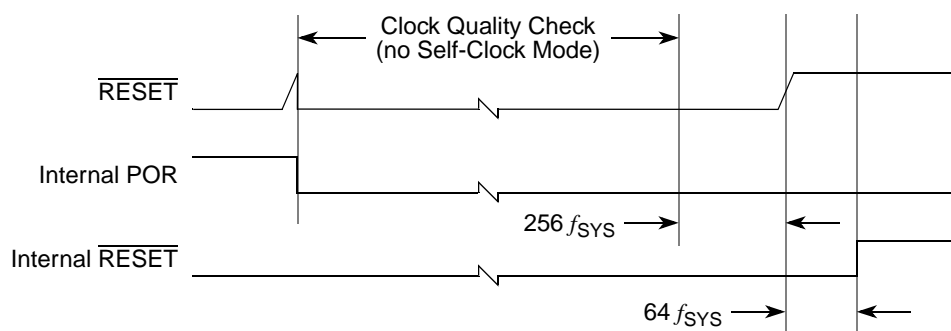 Clock Quality Check
(no Self-Clock Mode)
RESET
Internal POR
256 fSYS
Internal RESET
64 fSYS